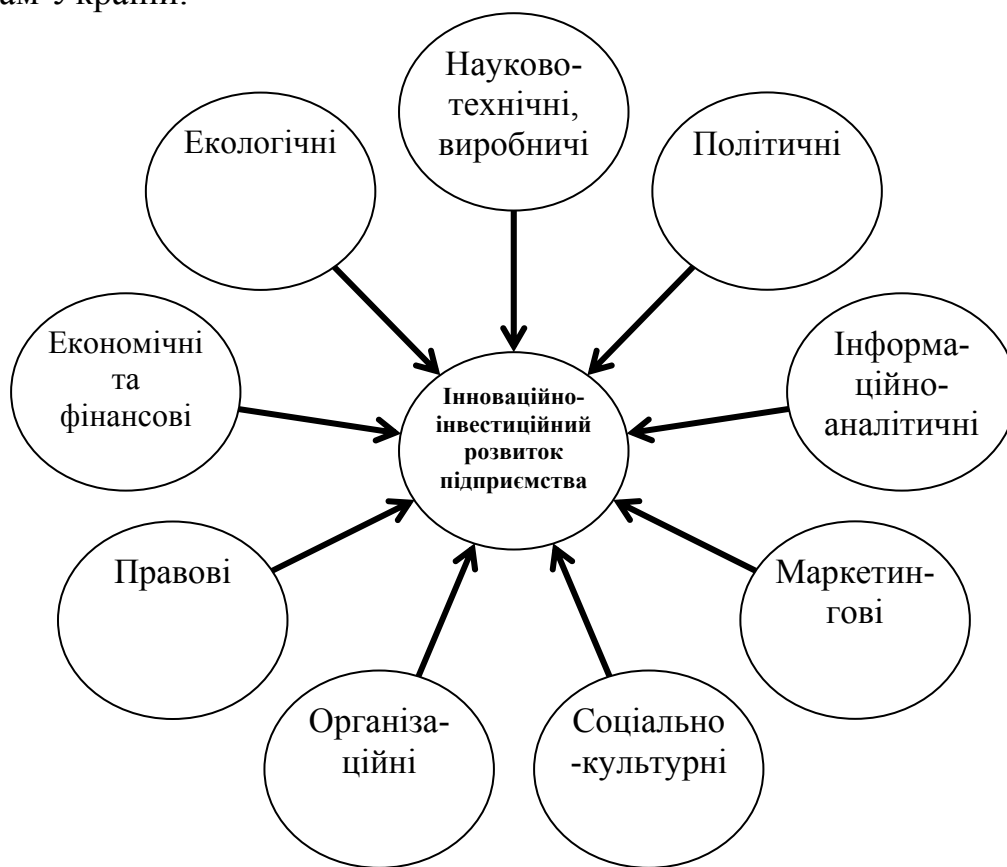 Україні.
Науково-
технічні,
виробничі
Екологічні
Політичні
Економічні
та
фінансові
Інноваційно-
інвестиційний
розвиток
підприємства
Інформа-
ційно-
аналітичні
Правові
Маркетин-
гові
Організа-
ційні
Соціально
-культурні